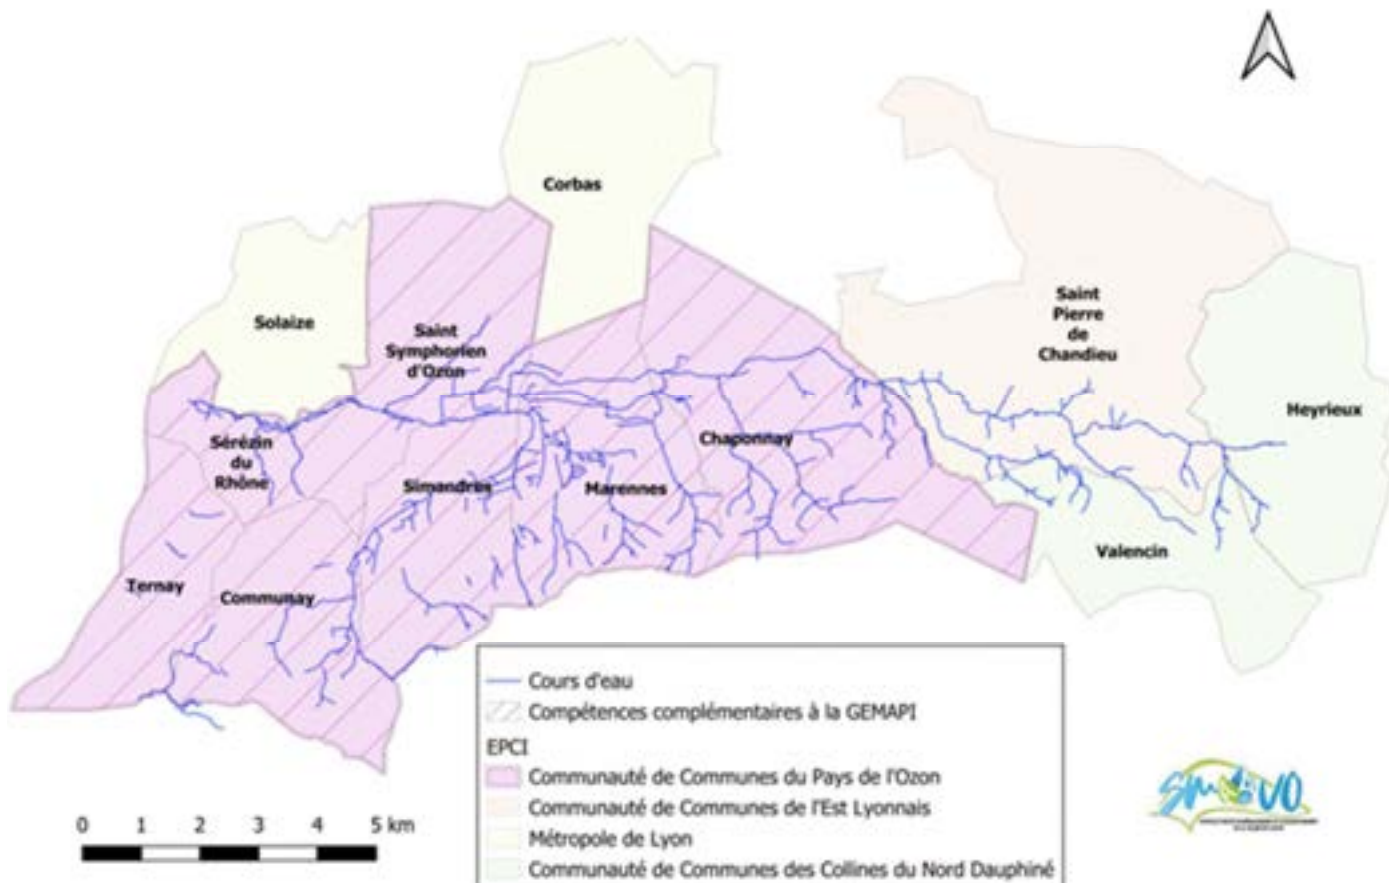 Corbas
Solaize
Saint
Symphorien
d'Ozon
Saint
Pierre
de
Chandieu
Heyrieux
Sérézin
du
Rhône
Simandres
Marennes
Chaponnay
Valencin
Ternay
Communay
Cours d'eau
Compétences complémentaires à la GEMAPI
EPCI
Communauté de Communes du Pays de l'Ozon
Communauté de Communes de l'Est Lyonnais
Métropole de Lyon
Communauté de Communes des Collines du Nord Dauphiné
0 1 2 3 4 5 km